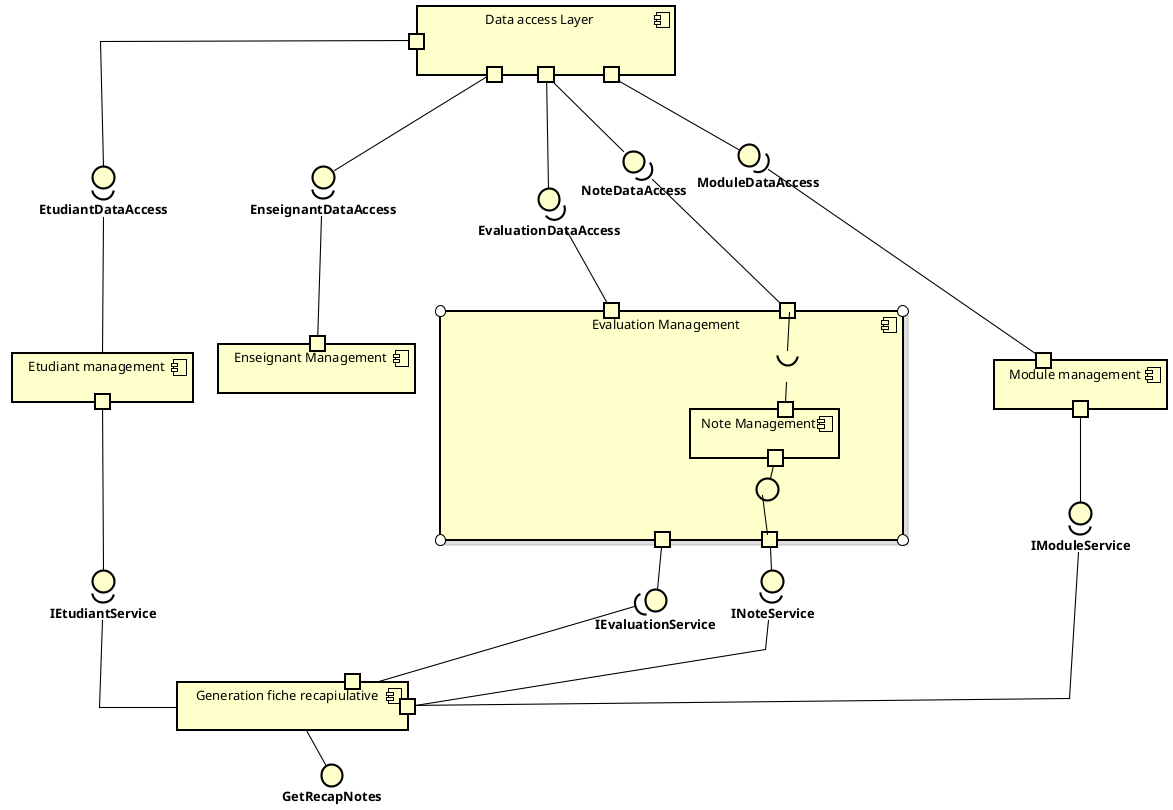 Data access Layer
ModuleDataAccess
NoteDataAccess
EtudiantDataAccess
EnseignantDataAccess
EvaluationDataAccess
Evaluation Management
Enseignant Management
Etudiant management
Module management
Note Management
IModuleService
IEtudiantService
IEvaluationService
INoteService
Generation fiche recapiulative
GetRecapNotes